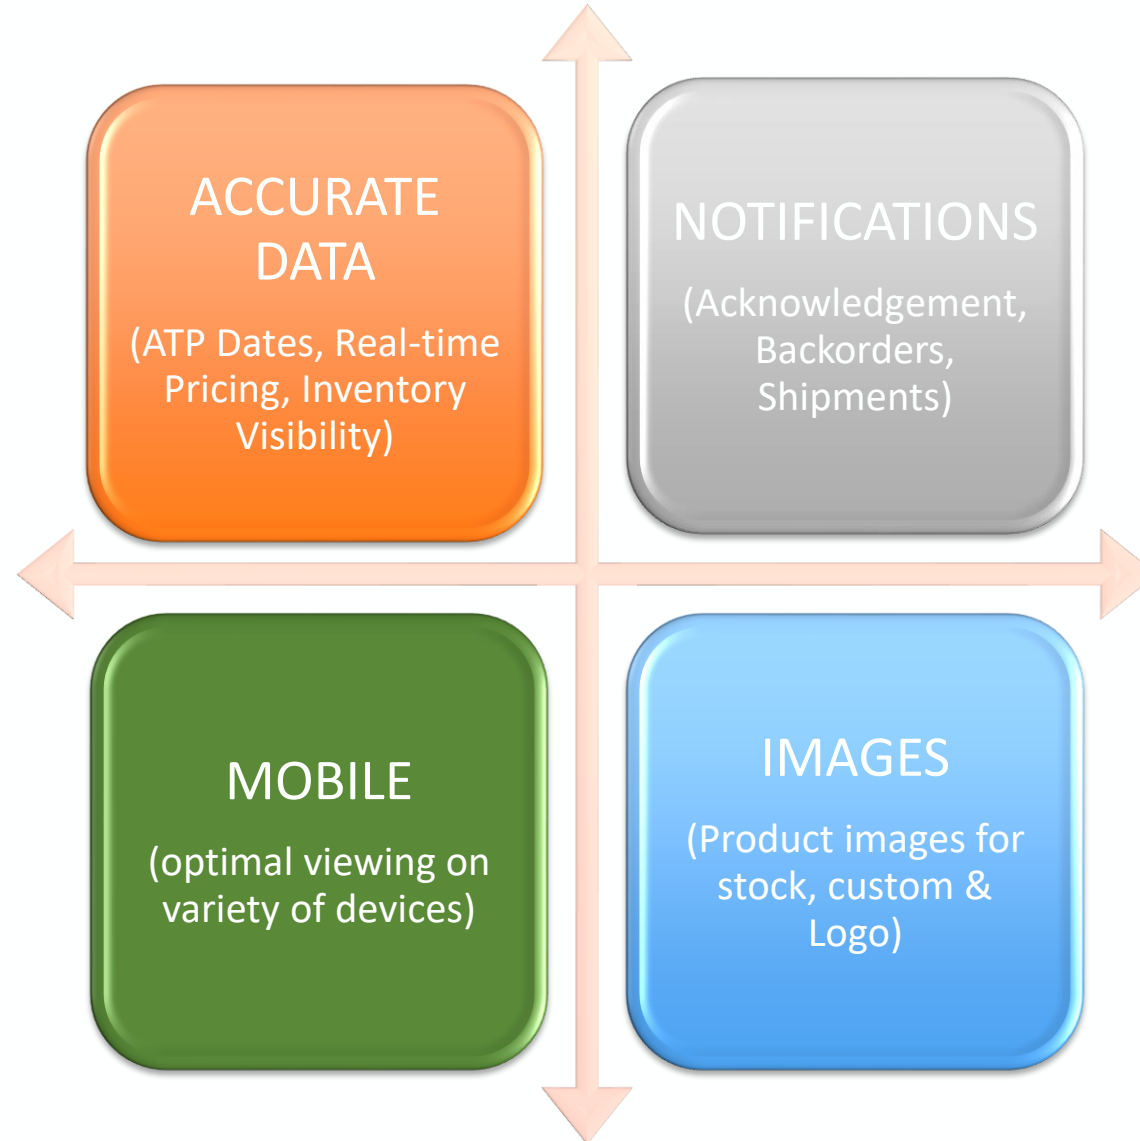 ACCURATE
DATA
(ATP Dates, Real-time
Pricing, Inventory
Visibility)
NOTIFICATIONS
(Acknowledgement,
Backorders,
Shipments)
MOBILE
(optimal viewing on
variety of devices)
IMAGES
(Product images for
stock, custom &
Logo)